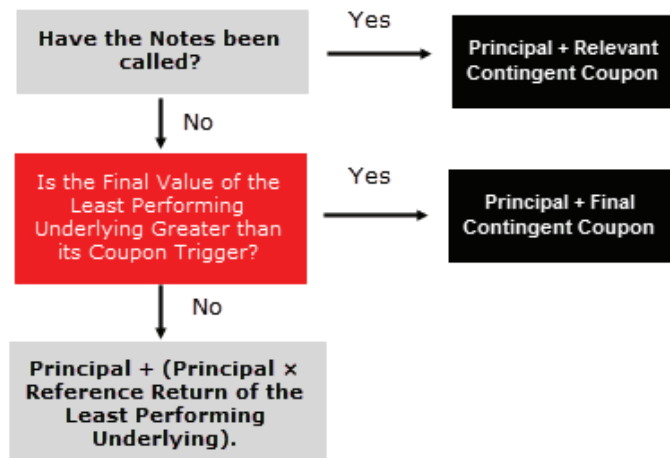 Have the Notes been
called?
Yes
Principal + Relevant
Contingent Coupon
No
Is the Final Value of the
Least Performing
Underlying Greater than
its Coupon Trigger?
Yes
Principal + Final
Contingent Coupon
No
Principal + (Principal ×
Reference Return of the
Least Performing
Underlying).